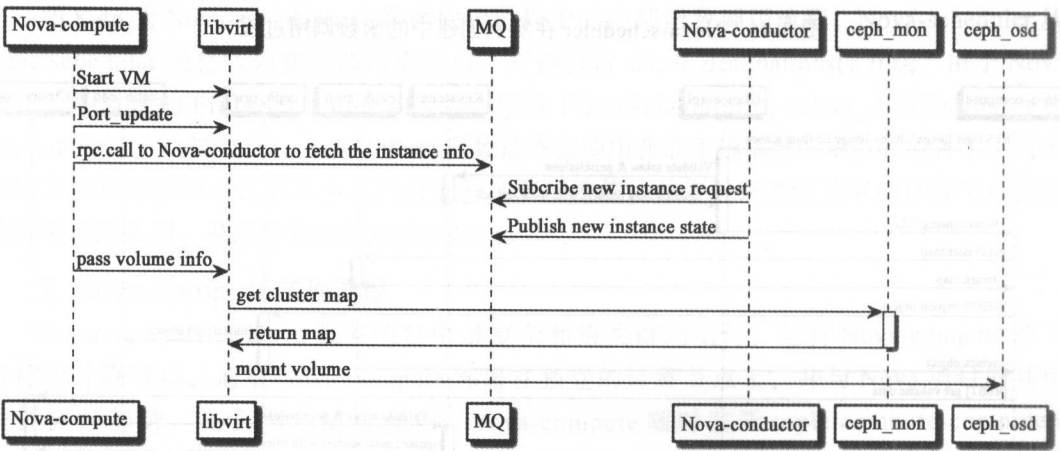 Nova-compute libvirt MQ Nova-conductor ceph_mon ceph_osd
Start VM
Port_update
rpc.call to Nova-conductor to fetch the instance info
Subcribe new instance request
Publish new instance state
pass volume info
get cluster map
return map
mount volume
Nova-compute libvirt MQ Nova-conductor ceph_mon ceph_osd